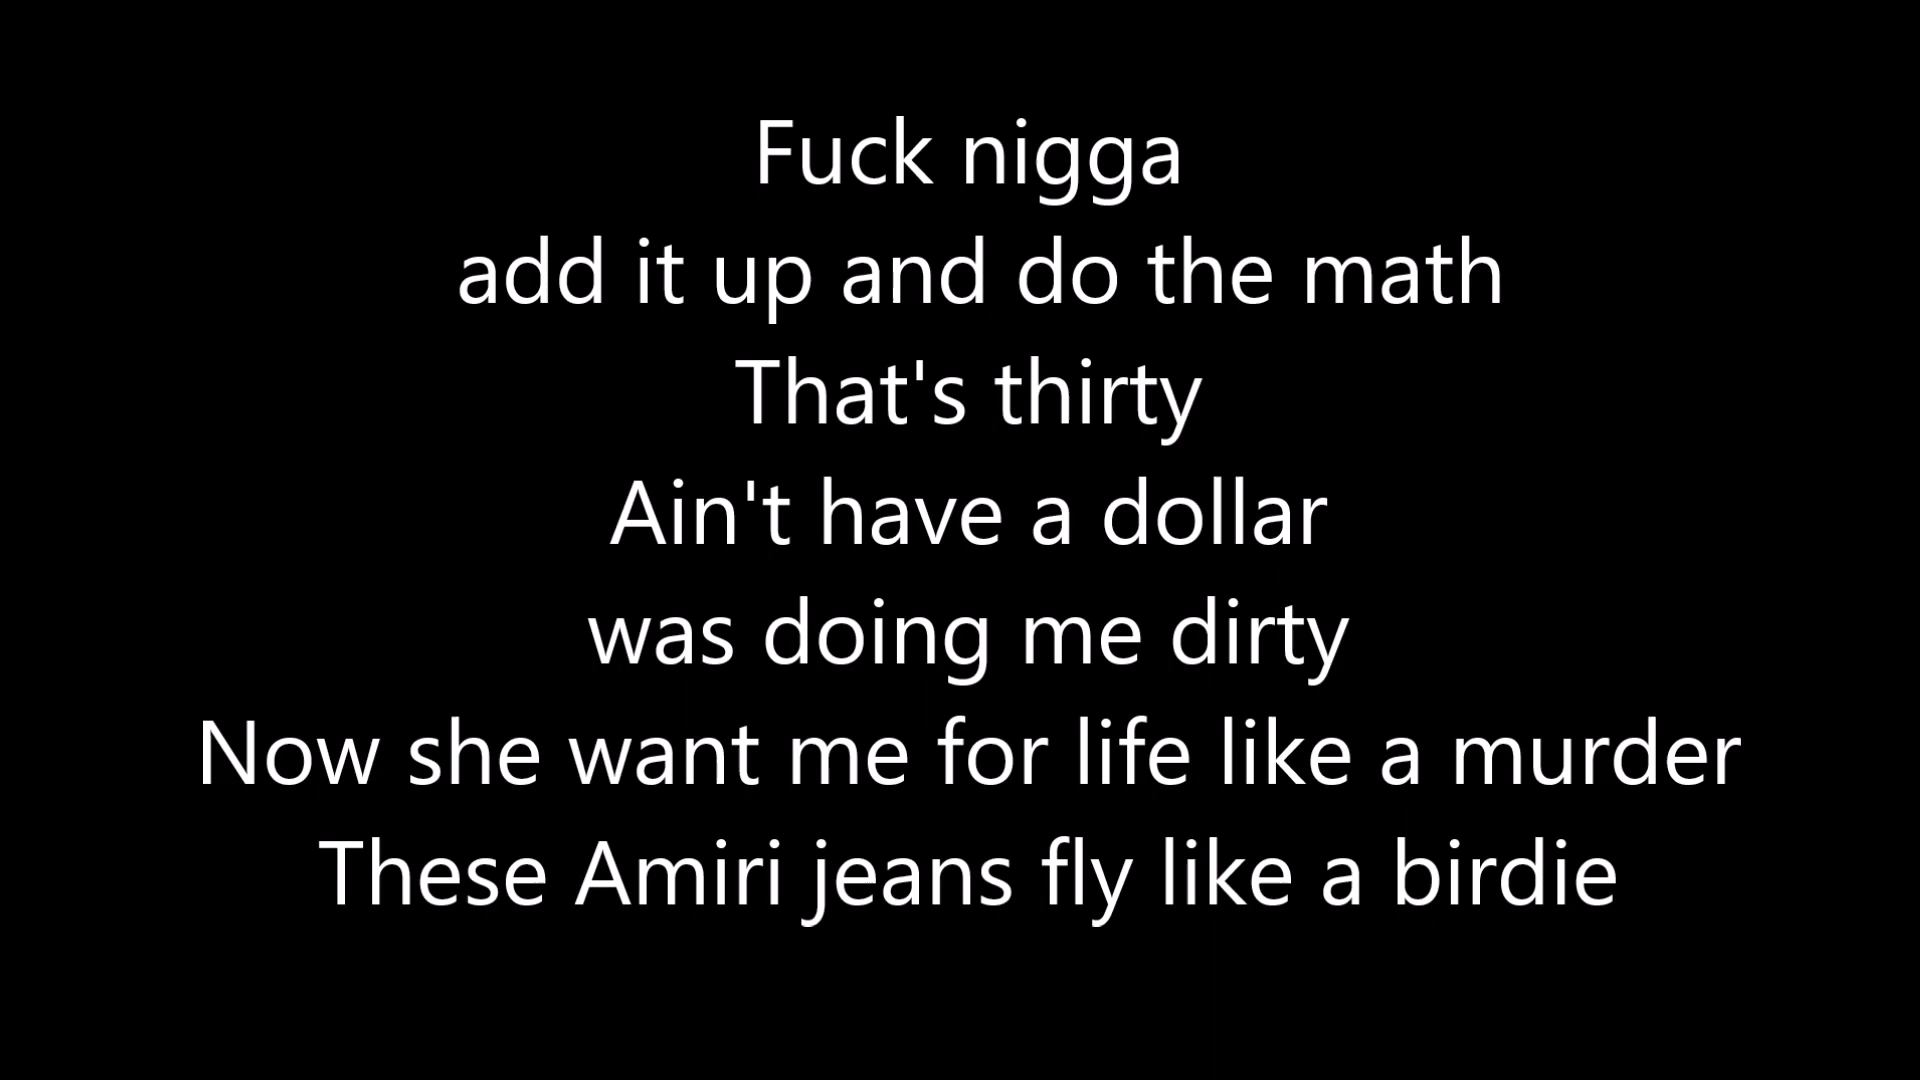 Fuck nigga
add it up and do the math
That's thirty
Ain't have a dollar
was doing me dirty
Now she want me for life like a murder
These Amiri jeans fly like a birdie